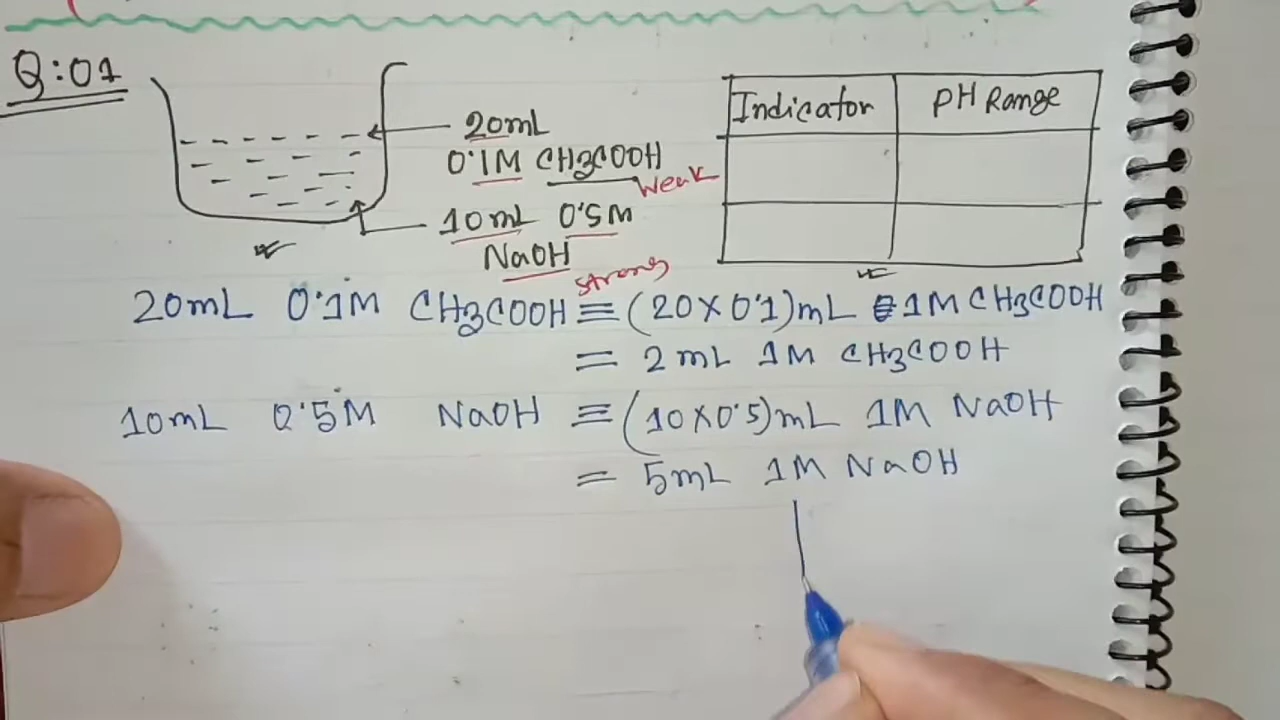 Q:01
20mL
0.1M CH3COOH
Weak
10mL 0.5M
NaOH
Strong
Indicator PH Range
20mL 0.1M CH3COOH ≡ (20×0.1)mL 1M CH3COOH
= 2mL 1M CH3COOH
10mL 0.5M NaOH ≡ (10×0.5)mL 1M NaOH
= 5mL 1M NaOH